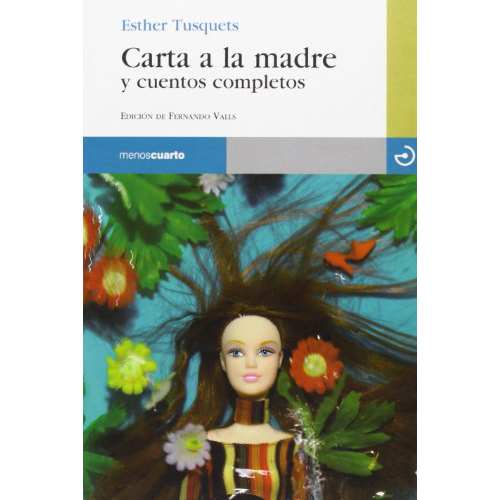 Esther Tusquets
Carta a la madre
y cuentos completos
Edición de Fernando Valls
menoscuarto